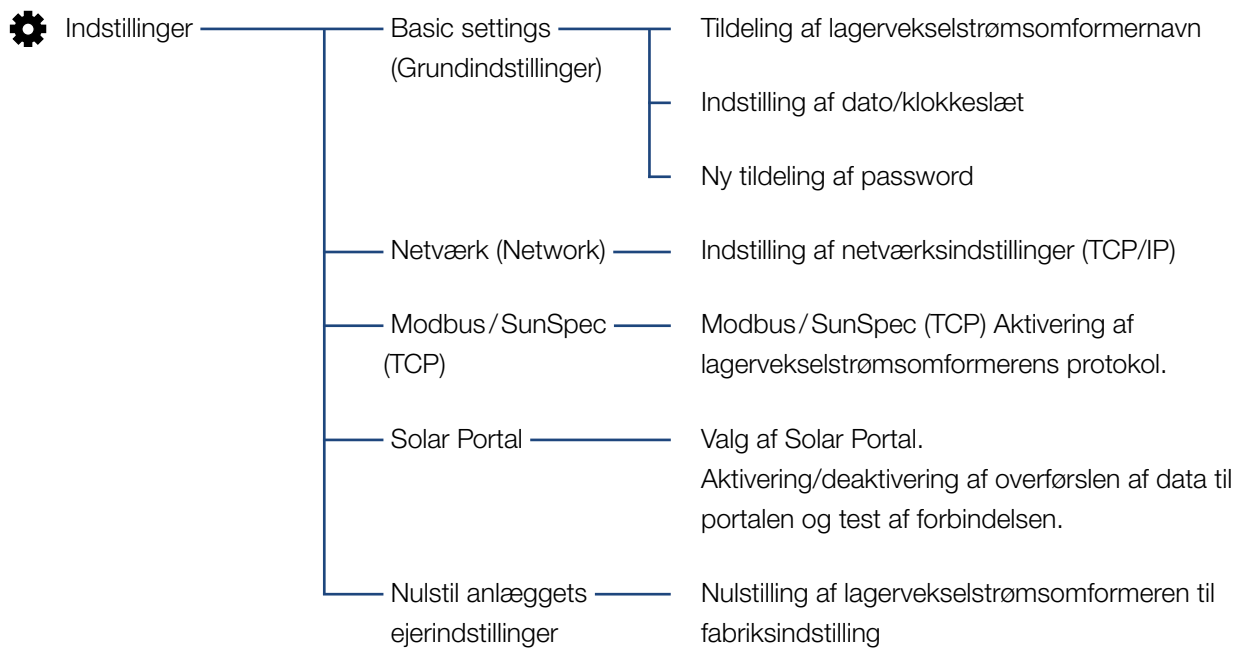 Indstillinger
Basic settings
(Grundindstillinger)
Tildeling af lagervekselstrømsomformernavn
Indstilling af dato/klokkeslæt
Ny tildeling af password
Netværk (Network)
Indstilling af netværksindstillinger (TCP/IP)
Modbus/SunSpec
(TCP)
Modbus/SunSpec (TCP) Aktivering af
lagervekselstrømsomformerens protokol.
Solar Portal
Valg af Solar Portal.
Aktivering/deaktivering af overførslen af data til
portalen og test af forbindelsen.
Nulstil anlæggets
ejerindstillinger
Nulstilling af lagervekselstrømsomformeren til
fabriksindstilling